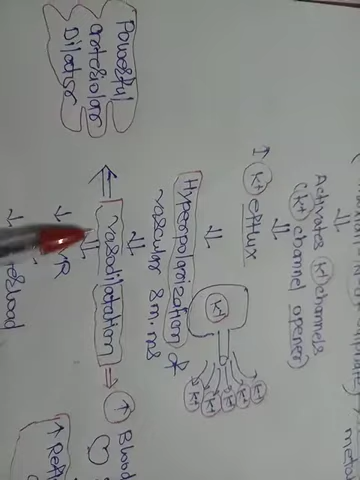 Activates K+ channels
(K+ channel opener)
↑ K+ efflux
Hyperpolarization of
vascular sm. ms
K+
K+ K+ K+ K+ K+
Vasodilatation
↑ Blood
Powerful
arteriolar
Dilator
↑ Refl